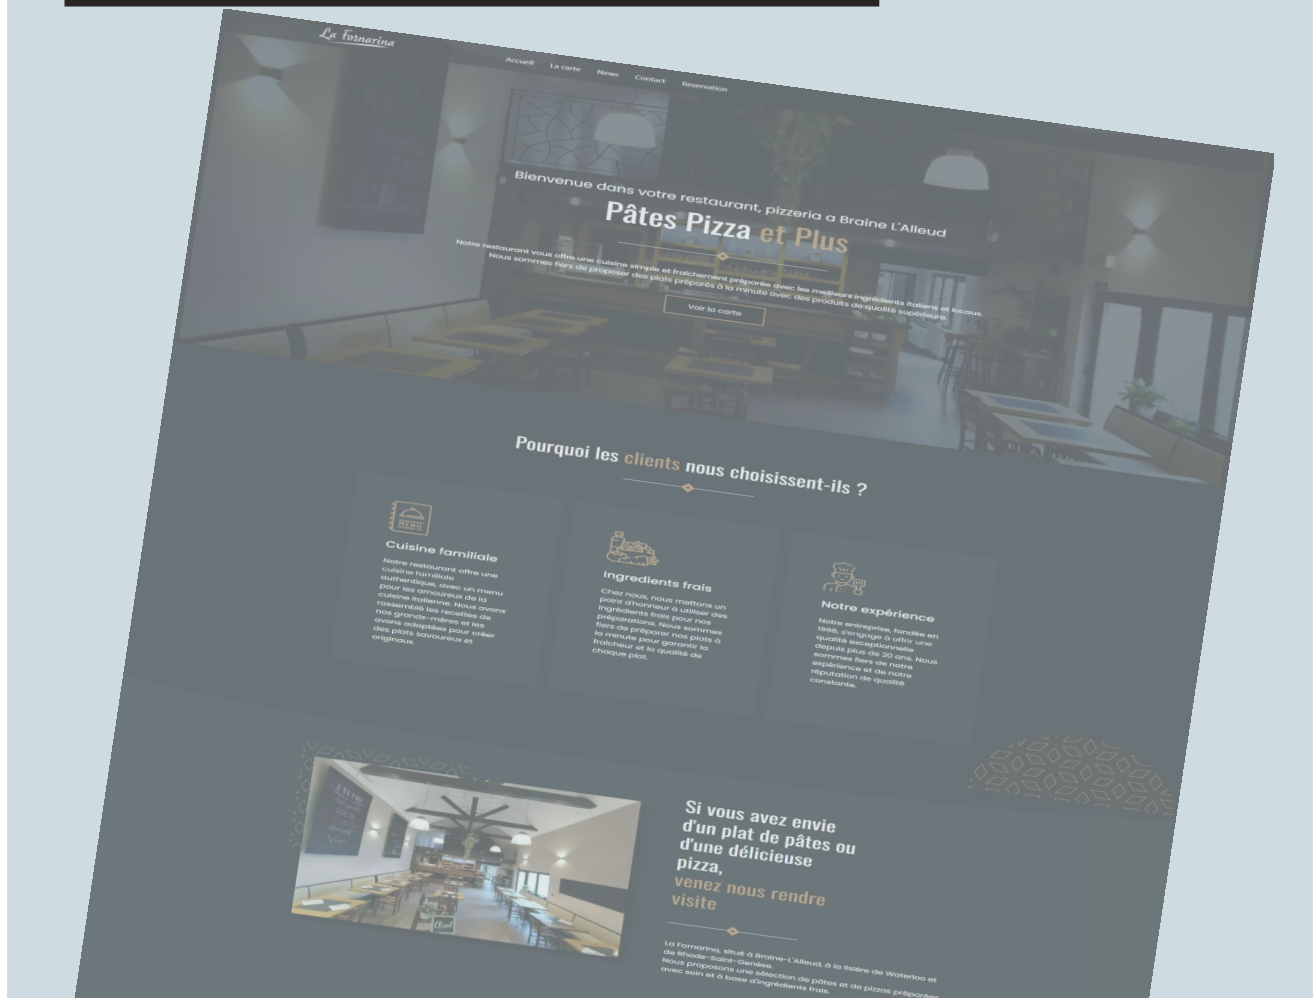 La Fornarina
Accueil La carte News Contact Reservation
Bienvenue dans votre restaurant, pizzeria a Braine L'Alleud
Pâtes Pizza et Plus
Notre restaurant vous offre une cuisine simple et fraîchement préparée avec les meilleurs ingrédients italiens et locaux.
Nous sommes fiers de proposer des plats préparés à la minute avec des produits de qualité supérieure.
Voir la carte
Pourquoi les clients nous choisissent-ils ?
MENU
Cuisine familiale
Notre restaurant offre une
cuisine familiale
authentique, avec un menu
pour les amoureux de la
cuisine italienne. Nous avons
rassemblé les recettes de
nos grands-mères et les
avons adaptées pour créer
des plats savoureux et
originaux.
Ingredients frais
Chez nous, nous mettons un
point d'honneur à utiliser des
ingrédients frais pour nos
préparations. Nous sommes
fiers de préparer nos plats à
la minute pour garantir la
fraîcheur et la qualité de
chaque plat.
Notre expérience
Notre entreprise, fondée en
1998, s'engage à offrir une
qualité exceptionnelle
depuis plus de 20 ans. Nous
sommes fiers de notre
expérience et de notre
réputation de qualité
constante.
Si vous avez envie
d'un plat de pâtes ou
d'une délicieuse
pizza,
venez nous rendre
visite
La Fornarina, situé à Braine-L'Alleud, à la lisière de Waterloo et
de Rhode-Saint-Genèse.
Nous proposons une sélection de pâtes et de pizzas préparées
avec soin et à base d'ingrédients frais.